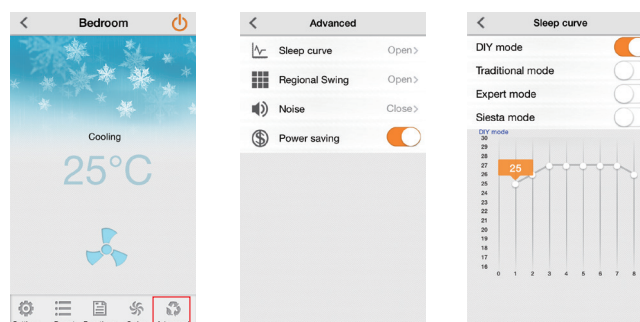 Bedroom
Cooling
25°C
Advanced
Sleep curve Open
Regional Swing Open
Noise Close
Power saving
Sleep curve
DIY mode
Traditional mode
Expert mode
Siesta mode
DIY mode
30
29
28
27
26
25
24
23
22
21
20
19
18
17
16
25
0 1 2 3 4 5 6 7 8